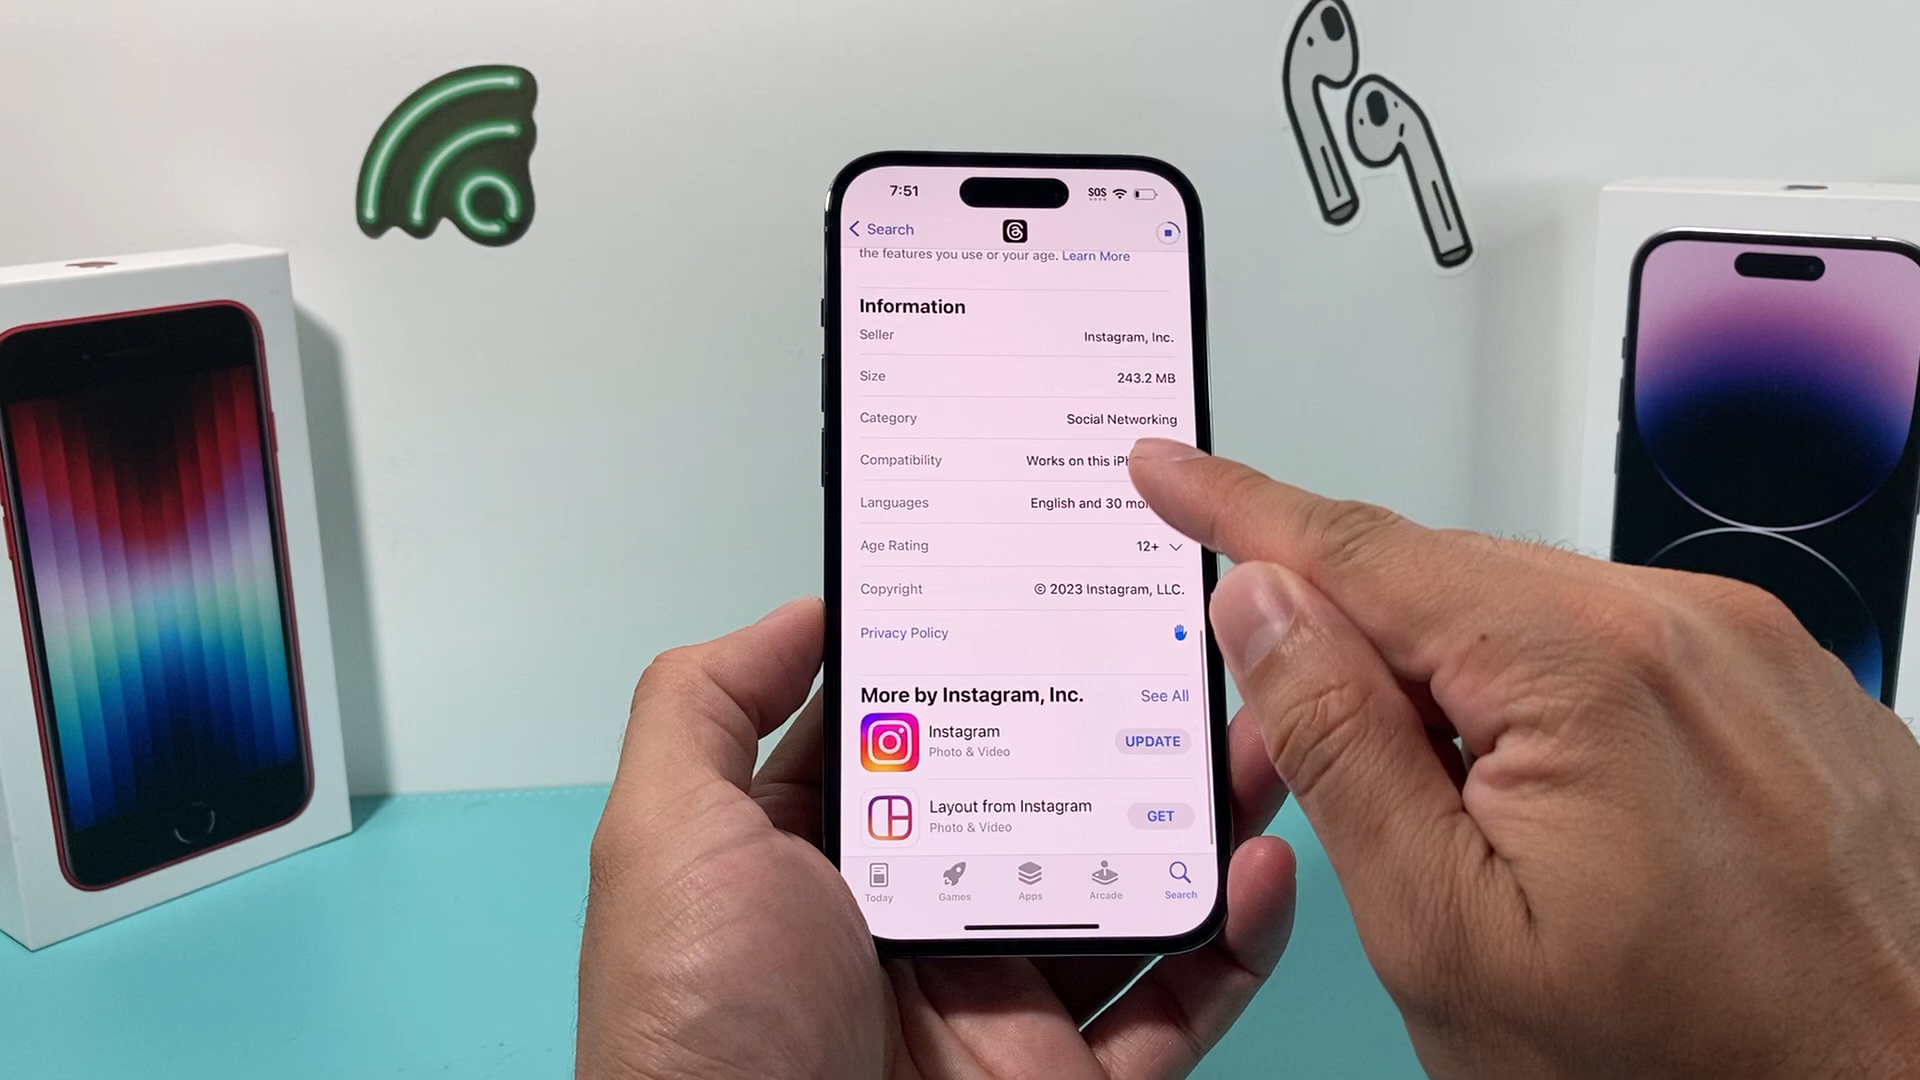 7:51
SOS
Search
the features you use or your age. Learn More
Information
Seller Instagram, Inc.
Size 243.2 MB
Category Social Networking
Compatibility Works on this
Languages English and 30
Age Rating 12+
Copyright © 2023 Instagram, LLC.
Privacy Policy
More by Instagram, Inc. See All
Instagram
Photo & Video
UPDATE
Layout from Instagram
Photo & Video
GET
Today Games Apps Arcade Search